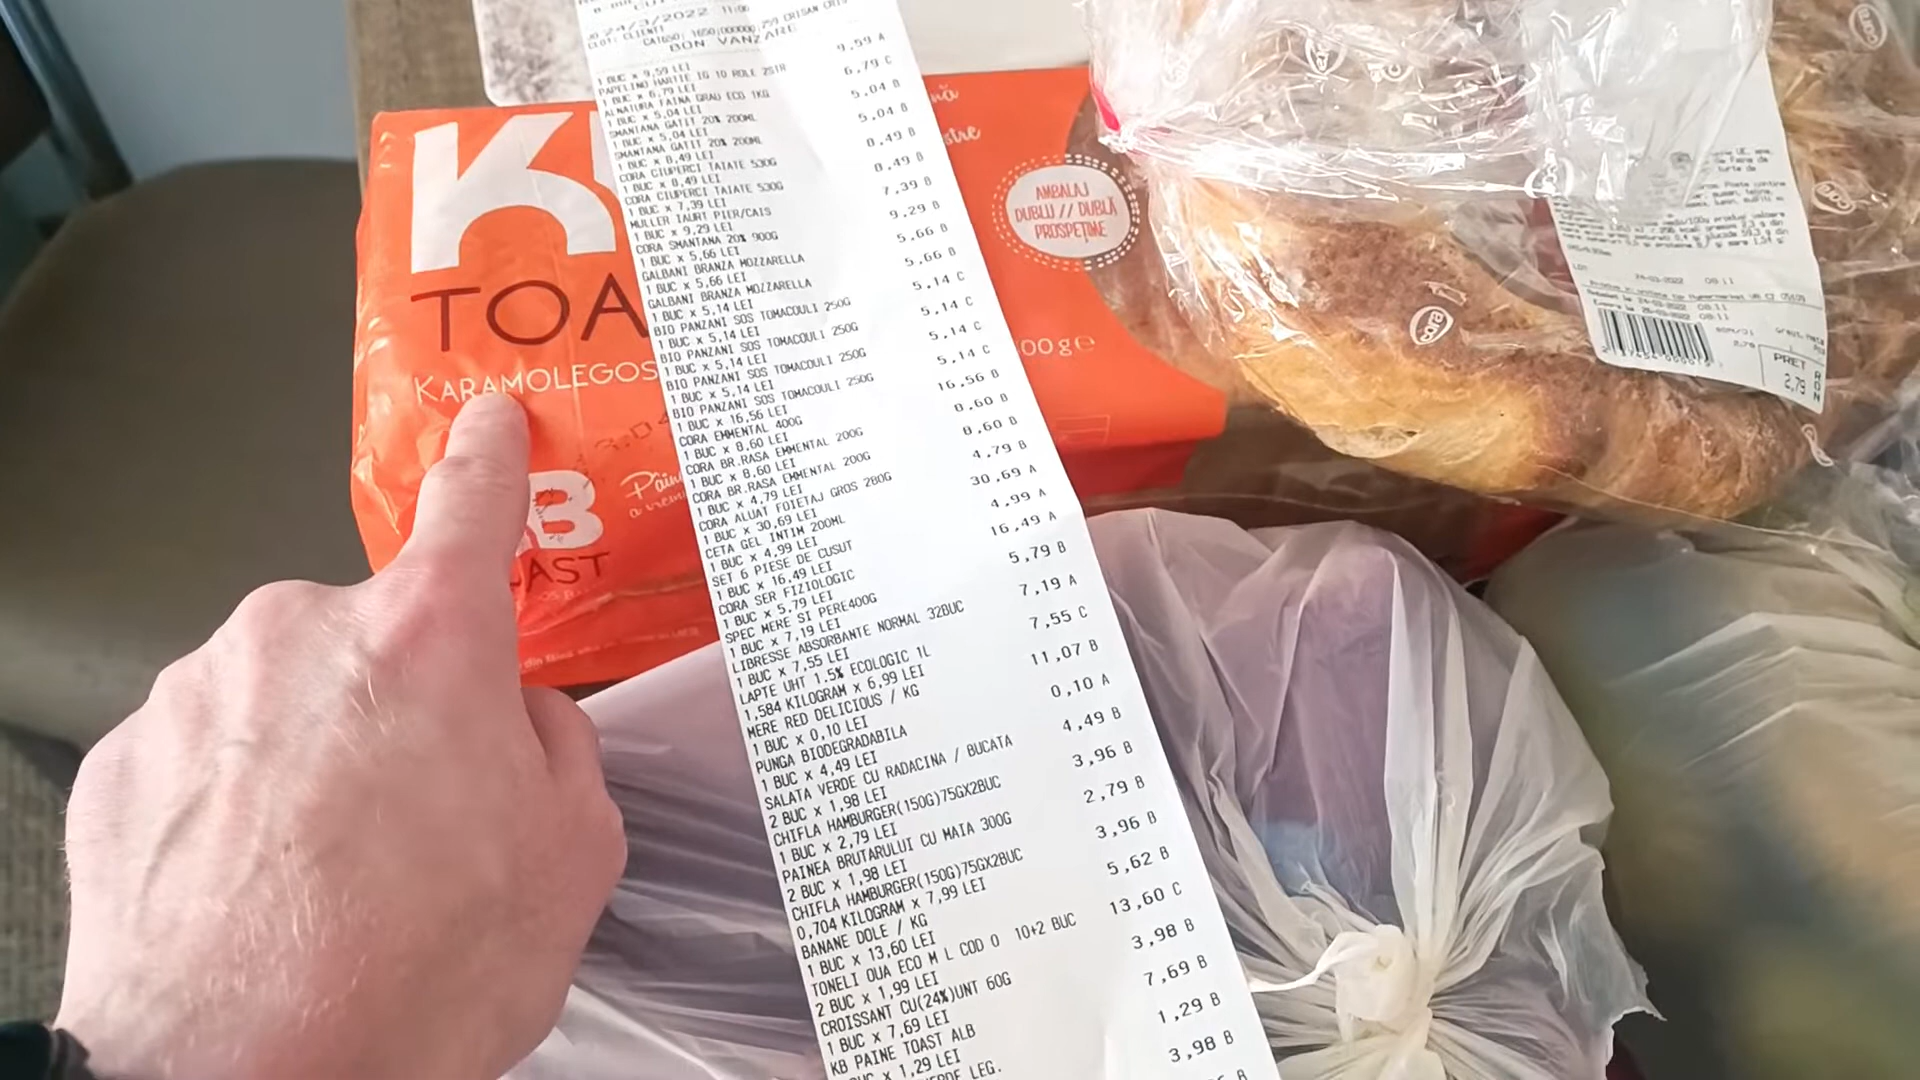 24/3/2022 11:00
BON VANZARE
1 BUC x 9,59 LEI
PAPELINO HARTIE IG 10 ROLE 2STR 9,59 A
1 BUC x 6,79 LEI
ALNATURA FAINA GRAU ECO 1KG 6,79 C
1 BUC x 5,04 LEI
SMANTANA GATIT 20% 200ML 5,04 B
1 BUC x 5,04 LEI
SMANTANA GATIT 20% 200ML 5,04 B
1 BUC x 8,49 LEI
CORA CIUPERCI TAIATE 530G 8,49 B
1 BUC x 8,49 LEI
CORA CIUPERCI TAIATE 530G 8,49 B
1 BUC x 7,39 LEI
MULLER IAURT PIER/CAIS 7,39 B
1 BUC x 9,29 LEI
CORA SMANTANA 20% 900G 9,29 B
1 BUC x 5,66 LEI
GALBANI BRANZA MOZZARELLA 5,66 B
1 BUC x 5,66 LEI
GALBANI BRANZA MOZZARELLA 5,66 B
1 BUC x 5,14 LEI
BIO PANZANI SOS TOMACOULI 250G 5,14 C
1 BUC x 5,14 LEI
BIO PANZANI SOS TOMACOULI 250G 5,14 C
1 BUC x 5,14 LEI
BIO PANZANI SOS TOMACOULI 250G 5,14 C
1 BUC x 5,14 LEI
BIO PANZANI SOS TOMACOULI 250G 5,14 C
1 BUC x 16,56 LEI
CORA EMMENTAL 400G 16,56 B
1 BUC x 8,60 LEI
CORA BR.RASA EMMENTAL 200G 8,60 B
1 BUC x 8,60 LEI
CORA BR.RASA EMMENTAL 200G 8,60 B
1 BUC x 4,79 LEI
CORA ALUAT FOIETAJ GROS 280G 4,79 B
1 BUC x 30,69 LEI
CETA GEL INTIM 200ML 30,69 A
1 BUC x 4,99 LEI
SET 6 PIESE DE CUSUT 4,99 A
1 BUC x 16,49 LEI
CORA SER FIZIOLOGIC 16,49 A
1 BUC x 5,79 LEI
SPEC MERE SI PERE400G 5,79 B
1 BUC x 7,19 LEI
LIBRESSE ABSORBANTE NORMAL 32BUC 7,19 A
1 BUC x 7,55 LEI
LAPTE UHT 1.5% ECOLOGIC 1L 7,55 C
1,584 KILOGRAM x 6,99 LEI
MERE RED DELICIOUS / KG 11,07 B
1 BUC x 0,10 LEI
PUNGA BIODEGRADABILA 0,10 A
1 BUC x 4,49 LEI
SALATA VERDE CU RADACINA / BUCATA 4,49 B
2 BUC x 1,98 LEI
CHIFLA HAMBURGER(150G)75GX2BUC 3,96 B
1 BUC x 2,79 LEI
PAINEA BRUTARULUI CU MAIA 300G 2,79 B
2 BUC x 1,98 LEI
CHIFLA HAMBURGER(150G)75GX2BUC 3,96 B
0,704 KILOGRAM x 7,99 LEI
BANANE DOLE / KG 5,62 B
1 BUC x 13,60 LEI
TONELI OUA ECO M L COD 0 10+2 BUC 13,60 C
2 BUC x 1,99 LEI
CROISSANT CU(24%)UNT 60G 3,98 B
1 BUC x 7,69 LEI
KB PAINE TOAST ALB 7,69 B
BUC x 1,29 LEI
LEG. 1,29 B
3,98 B
K
TOA
KARAMOLEGOS
B
AST
00 g e
AMBALAJ
DUBLU // DUBLĂ
PROSPEȚIME
cora
24-03-2022 08:11
PRET
2,79
RON